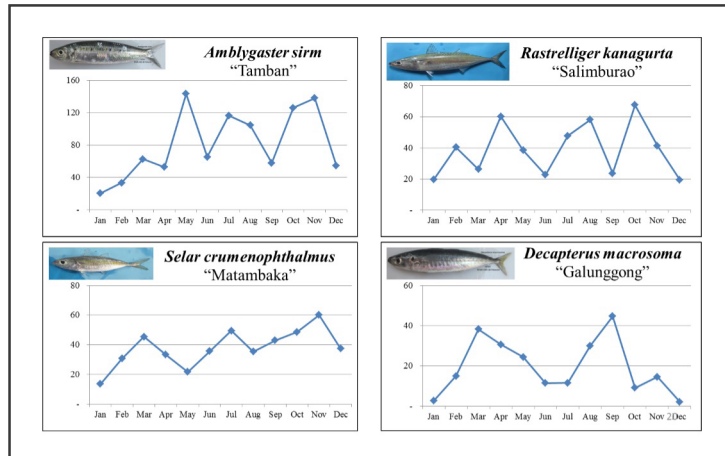 Amblygaster sirm
“Tamban”
160
120
80
40
-
Jan Feb Mar Apr May Jun Jul Aug Sep Oct Nov Dec
Rastrelliger kanagurta
“Salimburao”
80
60
40
20
-
Jan Feb Mar Apr May Jun Jul Aug Sep Oct Nov Dec
Selar crumenophthalmus
“Matambaka”
80
60
40
20
-
Jan Feb Mar Apr May Jun Jul Aug Sep Oct Nov Dec
Decapterus macrosoma
“Galunggong”
60
40
20
-
Jan Feb Mar Apr May Jun Jul Aug Sep Oct Nov Dec